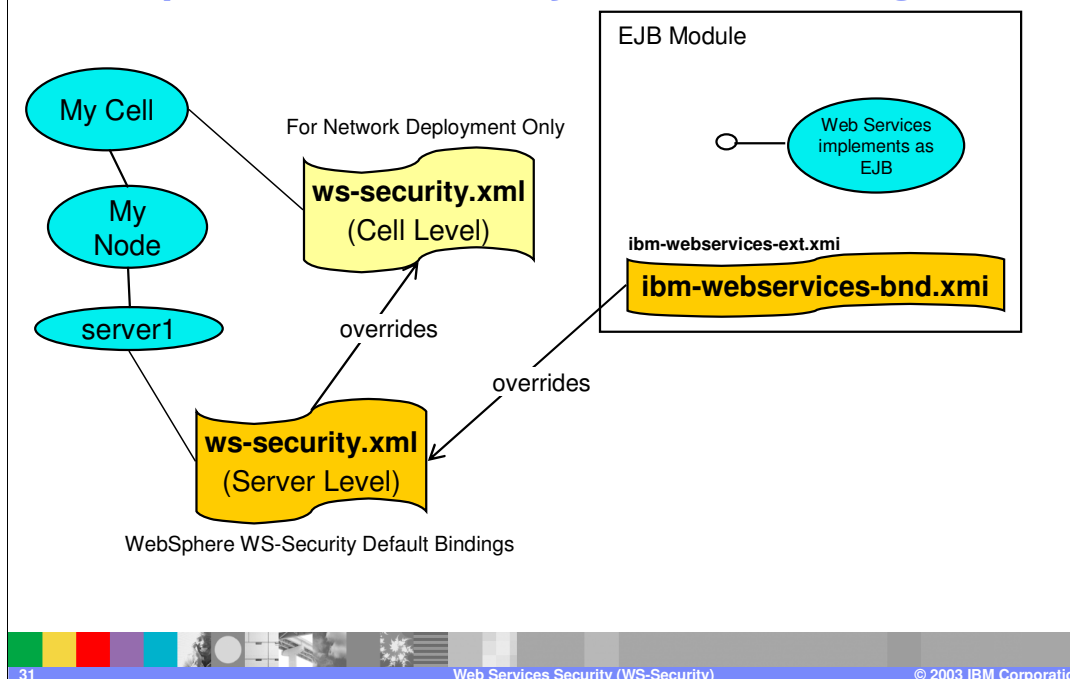 EJB Module
My Cell
For Network Deployment Only
Web Services
implements as
EJB
ws-security.xml
(Cell Level)
My
Node
ibm-webservices-ext.xmi
ibm-webservices-bnd.xmi
server1
overrides
overrides
ws-security.xml
(Server Level)
WebSphere WS-Security Default Bindings
31
Web Services Security (WS-Security)
© 2003 IBM